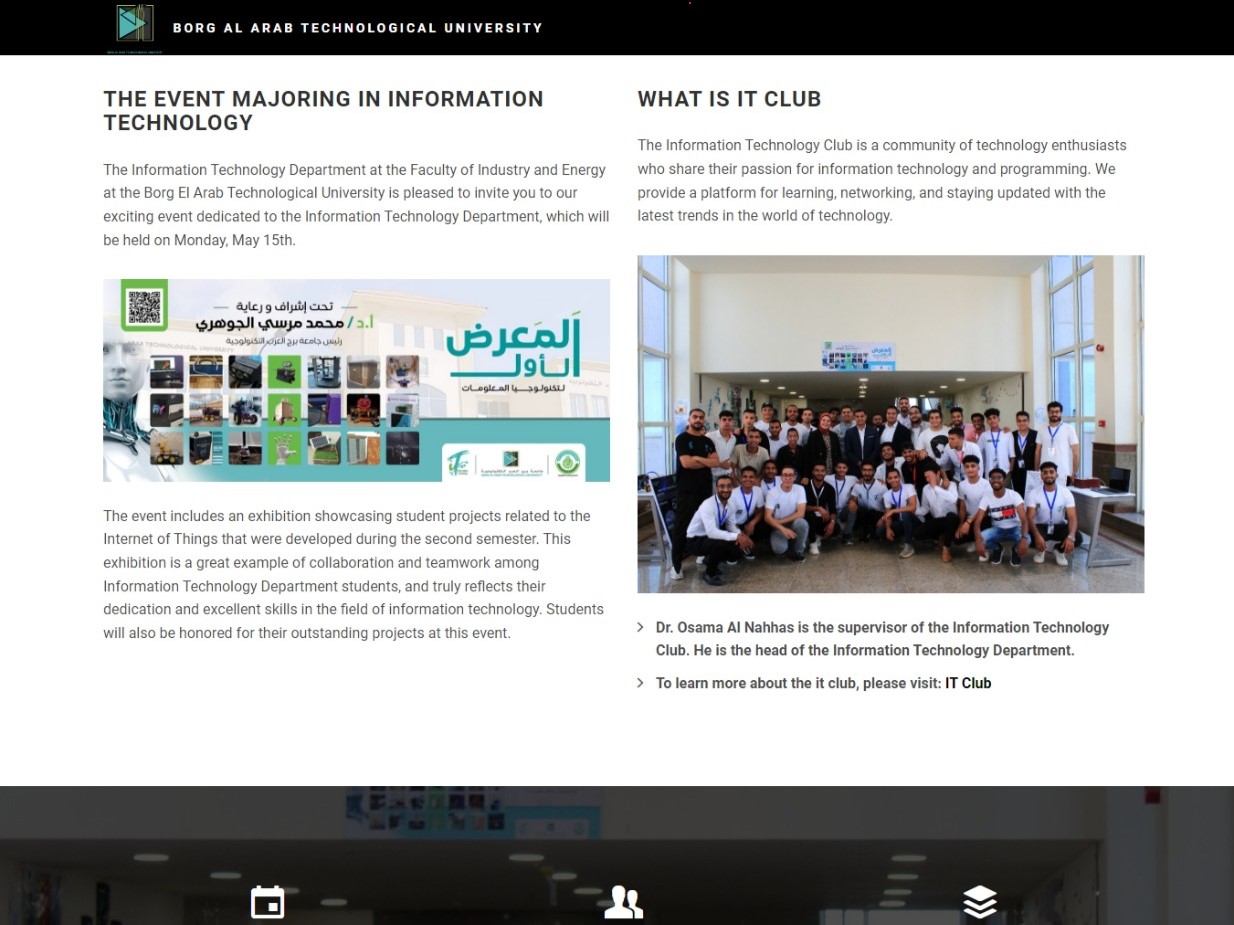 BORG AL ARAB TECHNOLOGICAL UNIVERSITY
THE EVENT MAJORING IN INFORMATION
TECHNOLOGY
The Information Technology Department at the Faculty of Industry and Energy
at the Borg El Arab Technological University is pleased to invite you to our
exciting event dedicated to the Information Technology Department, which will
be held on Monday, May 15th.
تحت إشراف و رعاية
أ.د / محمد مرسي الجوهري
رئيس جامعة برج العرب التكنولوجية
المعرض
الأول
لتكنولوجيا المعلومات
The event includes an exhibition showcasing student projects related to the
Internet of Things that were developed during the second semester. This
exhibition is a great example of collaboration and teamwork among
Information Technology Department students, and truly reflects their
dedication and excellent skills in the field of information technology. Students
will also be honored for their outstanding projects at this event.
WHAT IS IT CLUB
The Information Technology Club is a community of technology enthusiasts
who share their passion for information technology and programming. We
provide a platform for learning, networking, and staying updated with the
latest trends in the world of technology.
Dr. Osama Al Nahhas is the supervisor of the Information Technology
Club. He is the head of the Information Technology Department.
To learn more about the it club, please visit: IT Club